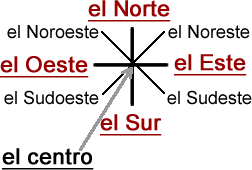 el Norte
el Noroeste el Noreste
el Oeste el Este
el Sudoeste el Sudeste
el Sur
el centro